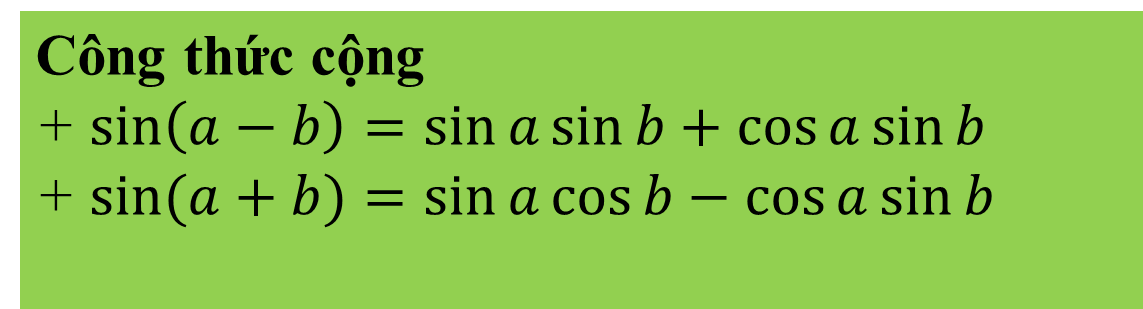 Công thức cộng
+ sin(a − b) = sin a sin b + cos a sin b
+ sin(a + b) = sin a cos b − cos a sin b